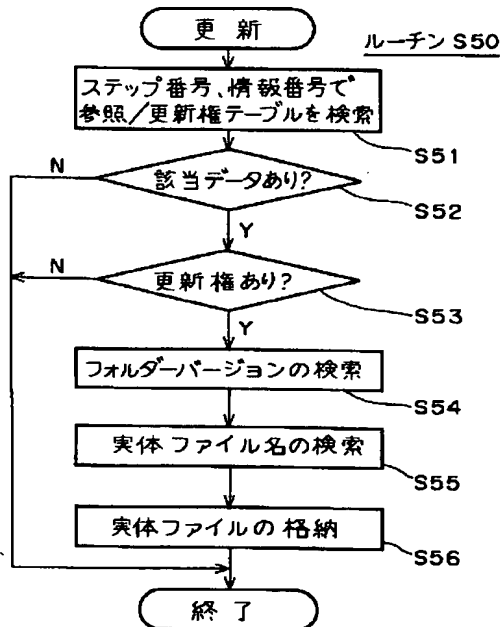 更新
ルーチン S50
ステップ番号、情報番号で
参照/更新権テーブルを検索
S51
N
該当データあり?
S52
Y
N
更新権あり?
S53
Y
フォルダーバージョンの検索
S54
実体ファイル名の検索
S55
実体ファイルの格納
S56
終了